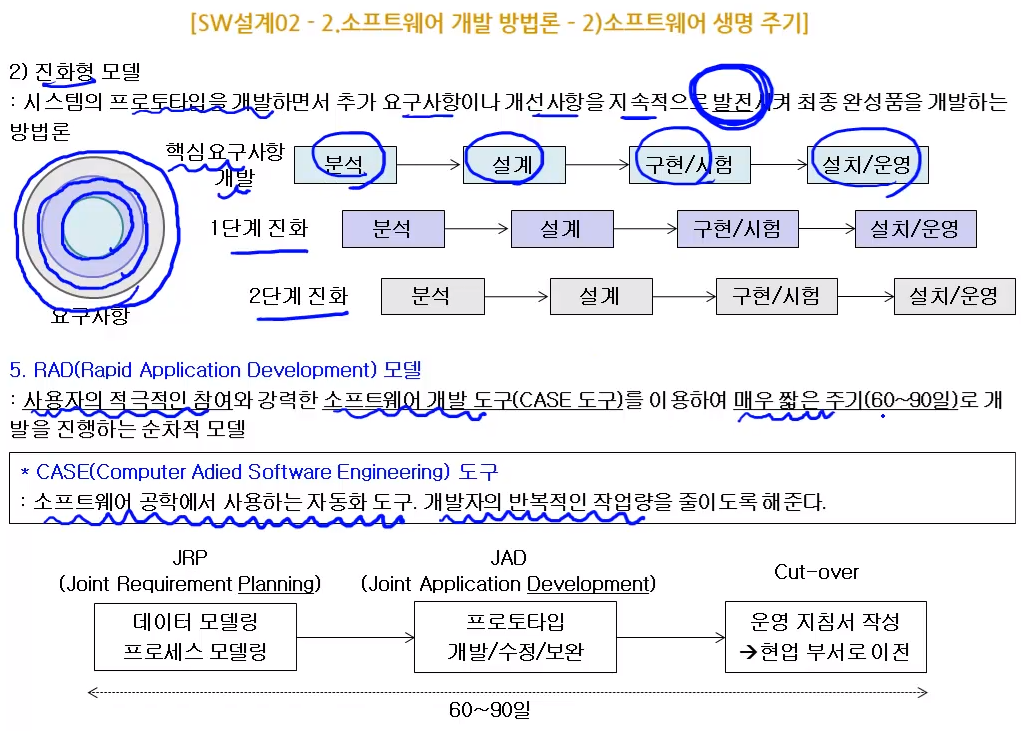 [SW설계02 - 2.소프트웨어 개발 방법론 - 2)소프트웨어 생명 주기]
2) 진화형 모델
: 시스템의 프로토타입을 개발하면서 추가 요구사항이나 개선사항을 지속적으로 발전시켜 최종 완성품을 개발하는
방법론
핵심요구사항
개발
분석 설계 구현/시험 설치/운영
1단계 진화 분석 설계 구현/시험 설치/운영
2단계 진화 분석 설계 구현/시험 설치/운영
요구사항
5. RAD(Rapid Application Development) 모델
: 사용자의 적극적인 참여와 강력한 소프트웨어 개발 도구(CASE 도구)를 이용하여 매우 짧은 주기(60~90일)로 개
발을 진행하는 순차적 모델
* CASE(Computer Adied Software Engineering) 도구
: 소프트웨어 공학에서 사용하는 자동화 도구. 개발자의 반복적인 작업량을 줄이도록 해준다.
JRP
(Joint Requirement Planning)
데이터 모델링
프로세스 모델링
JAD
(Joint Application Development)
프로토타입
개발/수정/보완
Cut-over
운영 지침서 작성
→현업 부서로 이전
60~90일